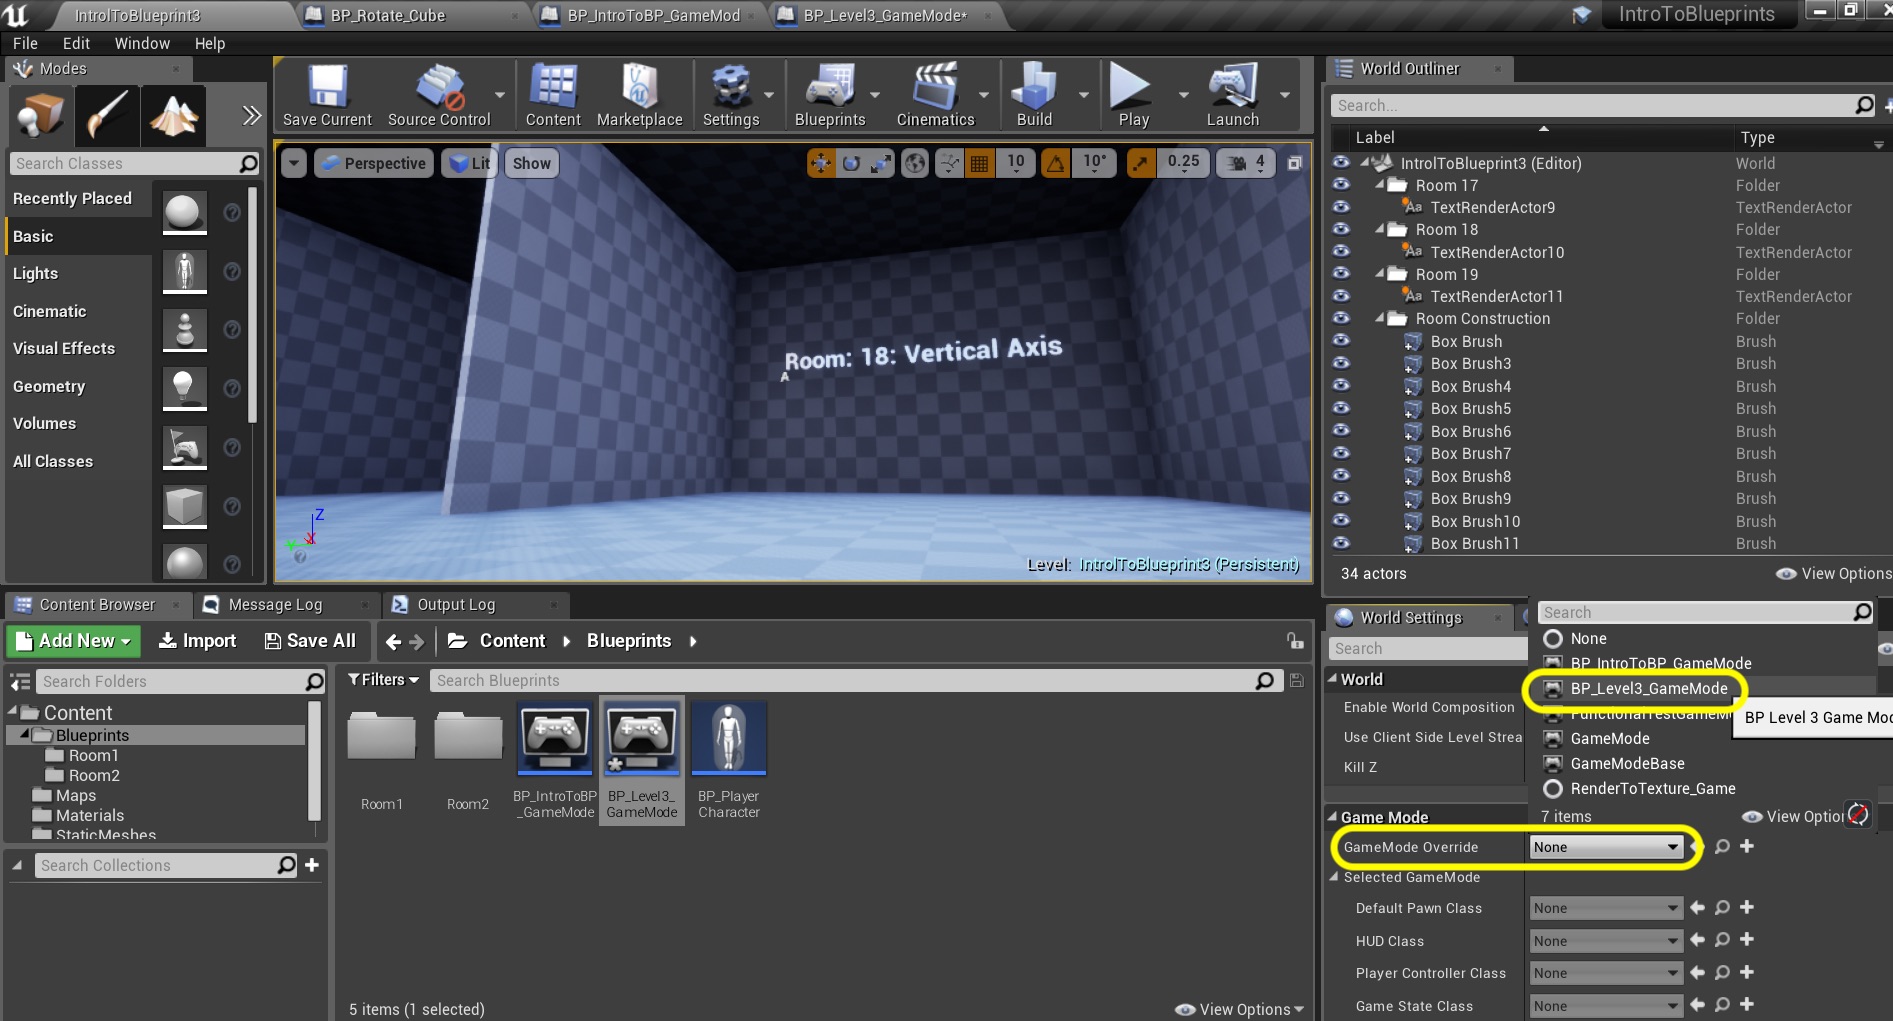 IntrolToBlueprint3
BP_Rotate_Cube
BP_IntroToBP_GameMod
BP_Level3_GameMode*
IntroToBlueprints
File
Edit
Window
Help
Modes
World Outliner
Save Current
Source Control
Content
Marketplace
Settings
Blueprints
Cinematics
Build
Play
Launch
Search...
Label
Type
Search Classes
Perspective
Lit
Show
10
10°
0.25
4
Recently Placed
Basic
Lights
Cinematic
Visual Effects
Geometry
Volumes
All Classes
Room: 18: Vertical Axis
A
Z
X
Level: IntrolToBlueprint3 (Persistent)
IntrolToBlueprint3 (Editor) World
Room 17 Folder
TextRenderActor9 TextRenderActor
Room 18 Folder
TextRenderActor10 TextRenderActor
Room 19 Folder
TextRenderActor11 TextRenderActor
Room Construction Folder
Box Brush Brush
Box Brush3 Brush
Box Brush4 Brush
Box Brush5 Brush
Box Brush6 Brush
Box Brush7 Brush
Box Brush8 Brush
Box Brush9 Brush
Box Brush10 Brush
Box Brush11 Brush
34 actors
View Options
Content Browser
Message Log
Output Log
Add New
Import
Save All
Content
Blueprints
Search Folders
Filters
Search Blueprints
Content
Blueprints
Room1
Room2
Maps
Materials
StaticMeshes
Search Collections
Room1
Room2
BP_IntroToBP
_GameMode
BP_Level3_
GameMode
BP_Player
Character
5 items (1 selected)
View Options
World Settings
Search
World
Enable World Composition
Use Client Side Level Strea
Kill Z
Search
None
BP_IntroToBP_GameMode
BP_Level3_GameMode
FunctionalTestGameM
GameMode
GameModeBase
RenderToTexture_Game
7 items
View Option
BP Level 3 Game Mod
Game Mode
GameMode Override None
Selected GameMode
Default Pawn Class None
HUD Class None
Player Controller Class None
Game State Class None